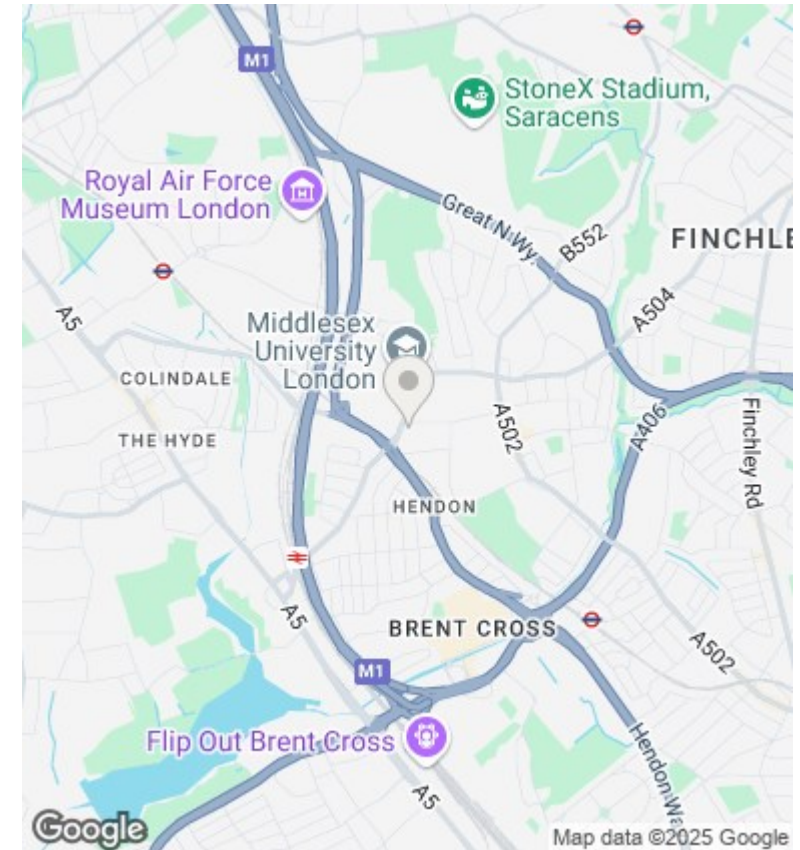 M1
StoneX Stadium,
Saracens
Royal Air Force
Museum London
Great N Wy.
B552
FINCHLE
A5
A504
Middlesex
University
London
COLINDALE
THE HYDE
A502
A406
Finchley Rd
HENDON
A5
BRENT CROSS
A502
M1
Flip Out Brent Cross
A5
Hendon Wa
Google
Map data ©2025 Google